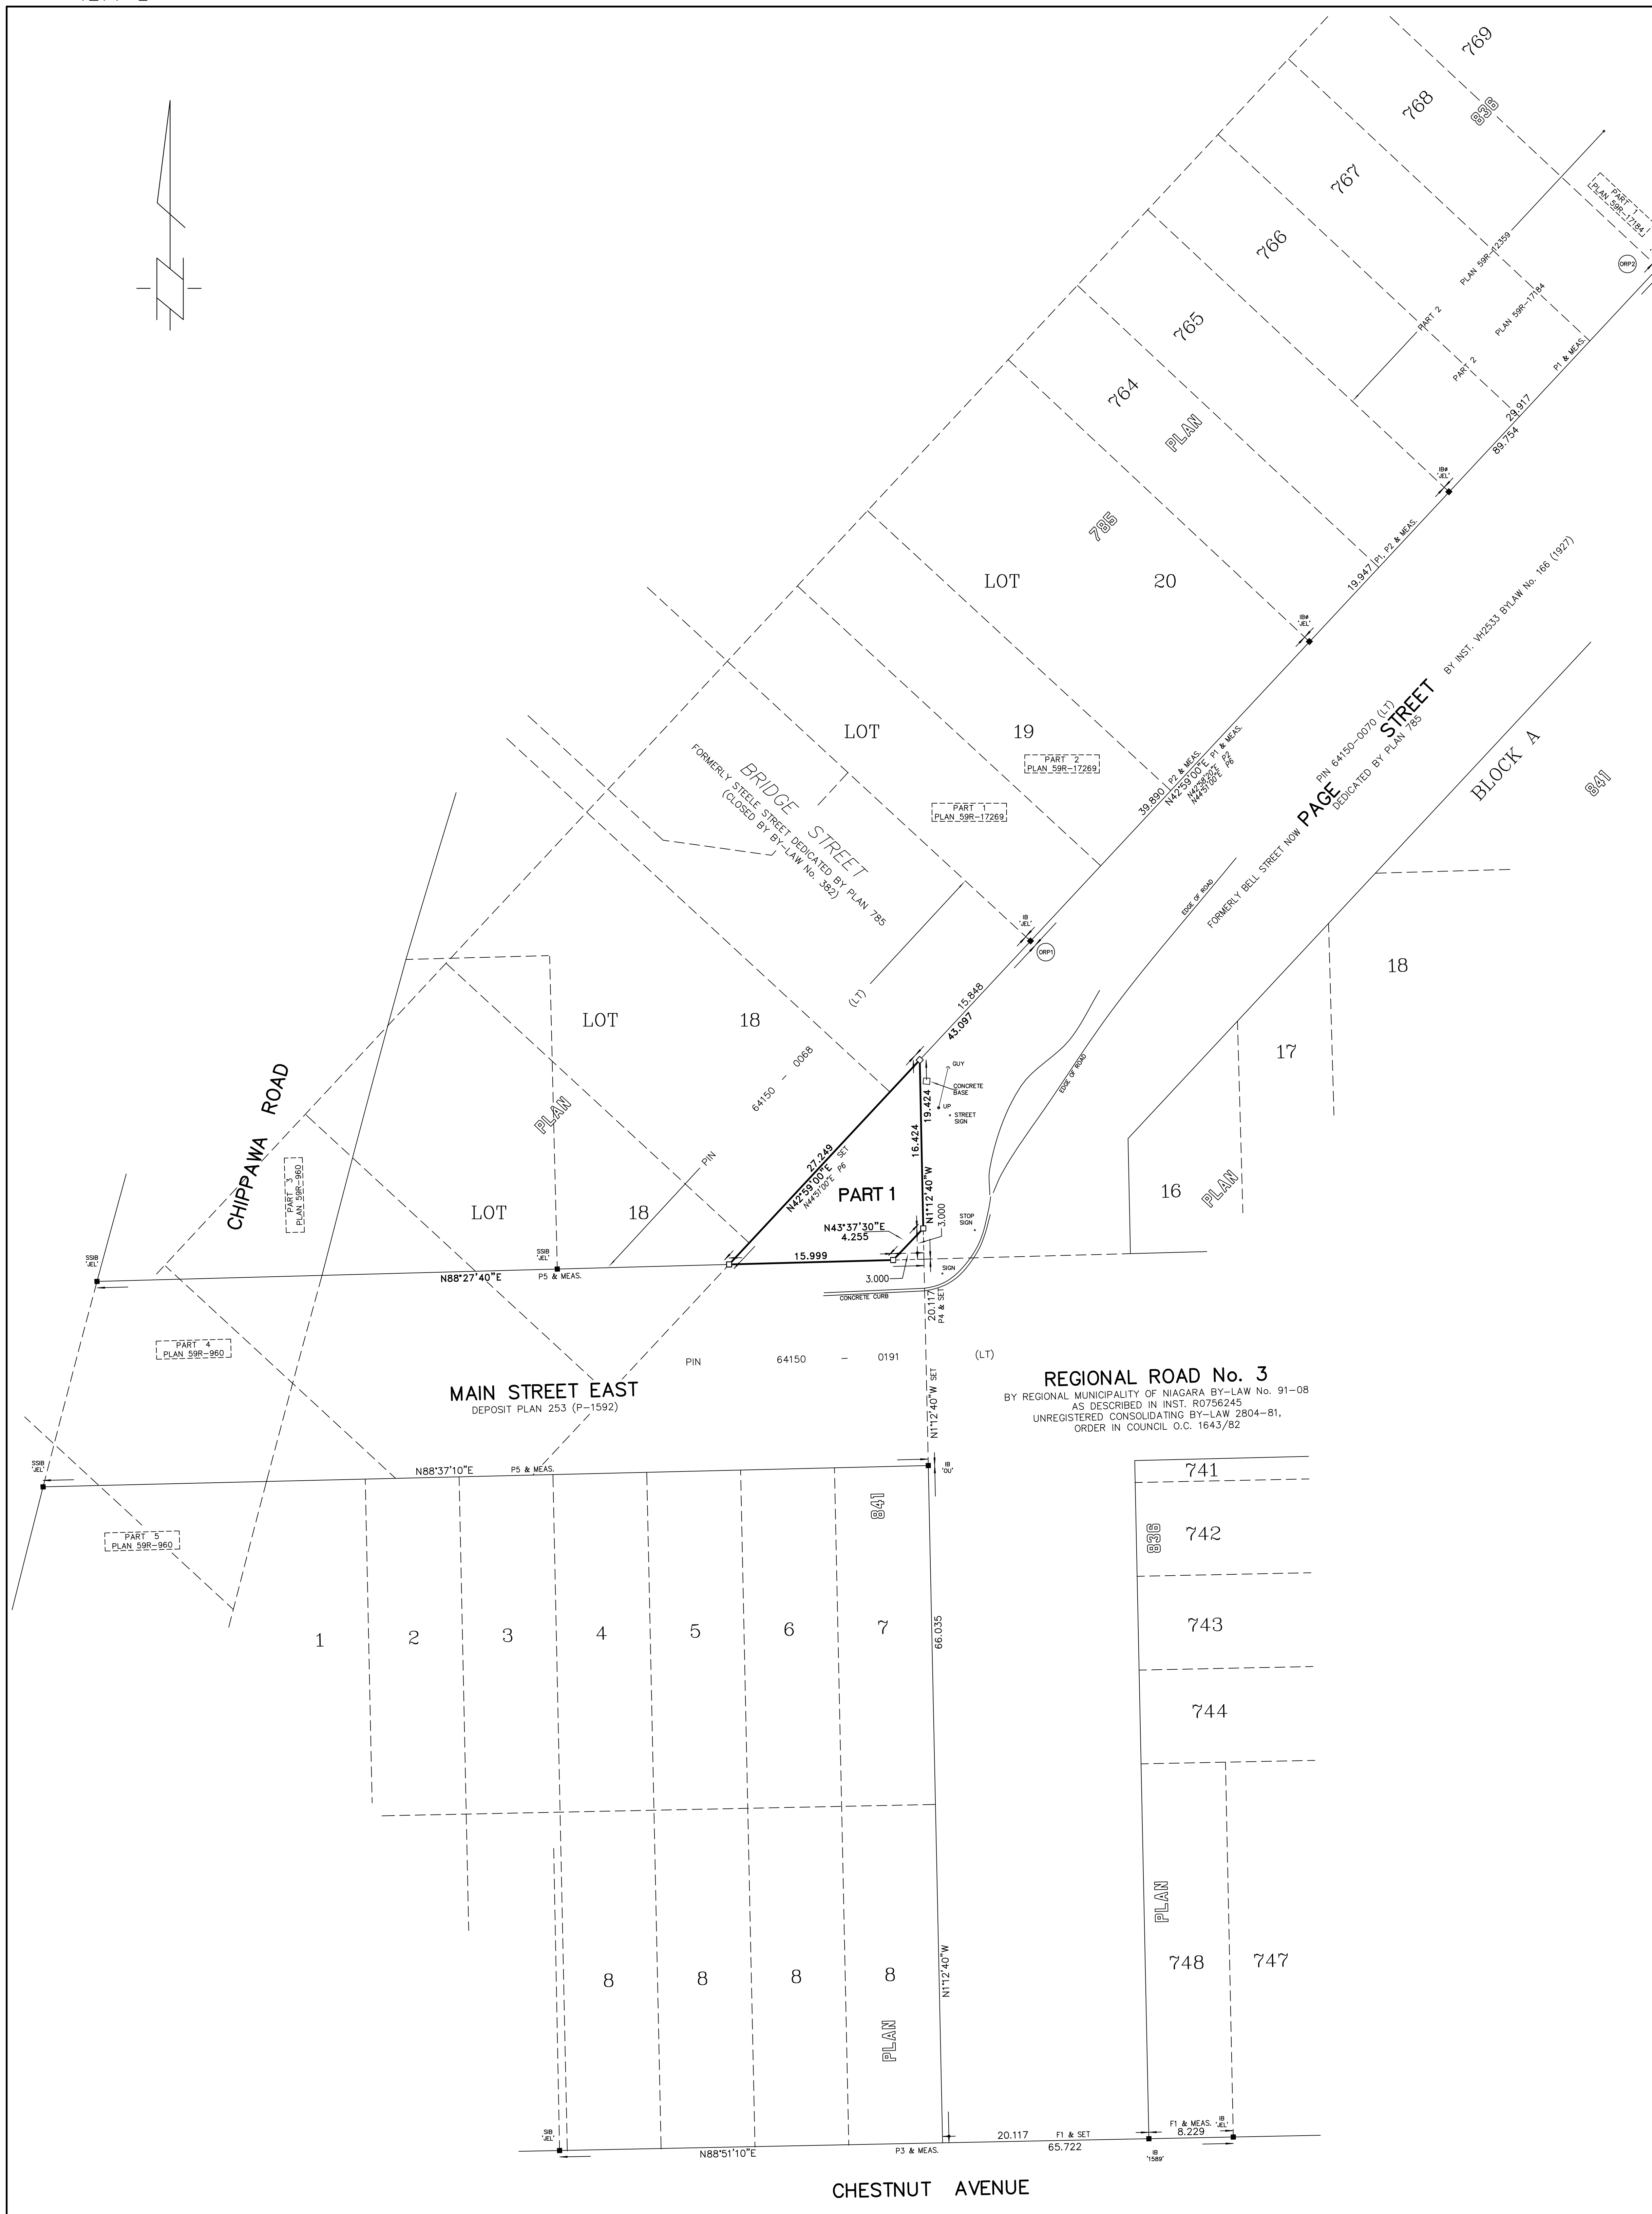 769
768
836
767
PART 1
PLAN 59R-17184
766
PLAN 59R-12359
ORP2
PLAN 59R-17184
765
PART 2
PART 2
P1 & MEAS.
764
29.917
89.754
PLAN
IB#
'JEL'
785
19.947
P1, P2 & MEAS.
LOT 20
IB#
'JEL'
BY INST. VH2533 BYLAW No. 166 (1927)
PIN 64150-0070 (LT)
FORMERLY BELL STREET NOW PAGE STREET
DEDICATED BY PLAN 785
LOT 19
PART 2
PLAN 59R-17269
39.890
P2 & MEAS.
N42°59'00"E P1 & MEAS.
N42°58'20"E P2
N44°57'00"E P6
BLOCK A
841
BRIDGE STREET
FORMERLY STEELE STREET DEDICATED BY PLAN 785
(CLOSED BY BY-LAW No. 382)
PART 1
PLAN 59R-17269
EDGE OF ROAD
IB
'JEL'
ORP1
18
(LT)
15.848
43.097
LOT 18
64150 - 0068
PIN
17
EDGE OF ROAD
GUY
CONCRETE
BASE
UP
STREET
SIGN
PLAN
CHIPPAWA ROAD
19.424
16.424
N1°12'40"W
27.249
N42°59'00"E SET
N44°57'00"E P6
PART 1
PART 3
PLAN 59R-960
16
PLAN
LOT 18
N43°37'30"E
4.255
3.000
STOP
SIGN
SSIB
'JEL'
SSIB
'JEL'
15.999
N88°27'40"E P5 & MEAS.
3.000
SIGN
CONCRETE CURB
20.117
P4 & SET
PART 4
PLAN 59R-960
PIN 64150 - 0191 (LT)
N1°12'40"W SET
MAIN STREET EAST
DEPOSIT PLAN 253 (P-1592)
REGIONAL ROAD No. 3
BY REGIONAL MUNICIPALITY OF NIAGARA BY-LAW No. 91-08
AS DESCRIBED IN INST. RO756245
UNREGISTERED CONSOLIDATING BY-LAW 2804-81,
ORDER IN COUNCIL O.C. 1643/82
SSIB
'JEL'
N88°37'10"E P5 & MEAS.
IB
'OU'
741
841
PART 5
PLAN 59R-960
836
742
1 2 3 4 5 6 7
66.035
743
744
PLAN
N1°12'40"W
8 8 8 8
748 747
PLAN
SIB
'JEL'
20.117 F1 & SET
F1 & MEAS.
8.229
IB
'JEL'
N88°51'10"E
P3 & MEAS.
65.722
IB
'1589'
CHESTNUT AVENUE